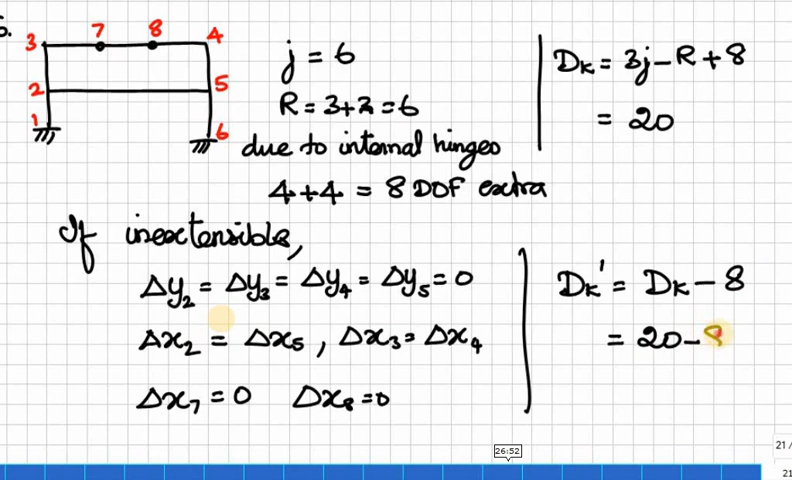 5.
3 7 8 4
2 5
1 6
j = 6
R = 3+3 = 6
due to internal hinges
4+4 = 8 DOF extra
Dk = 3j - R + 8
= 20
If inextensible,
Δy₂ = Δy₃ = Δy₄ = Δy₅ = 0
Δx₂ = Δx₅ , Δx₃ = Δx₄
Δx₇ = 0 Δx₈ = 0
Dk' = Dk - 8
= 20 - 8
26:52
21 /
21